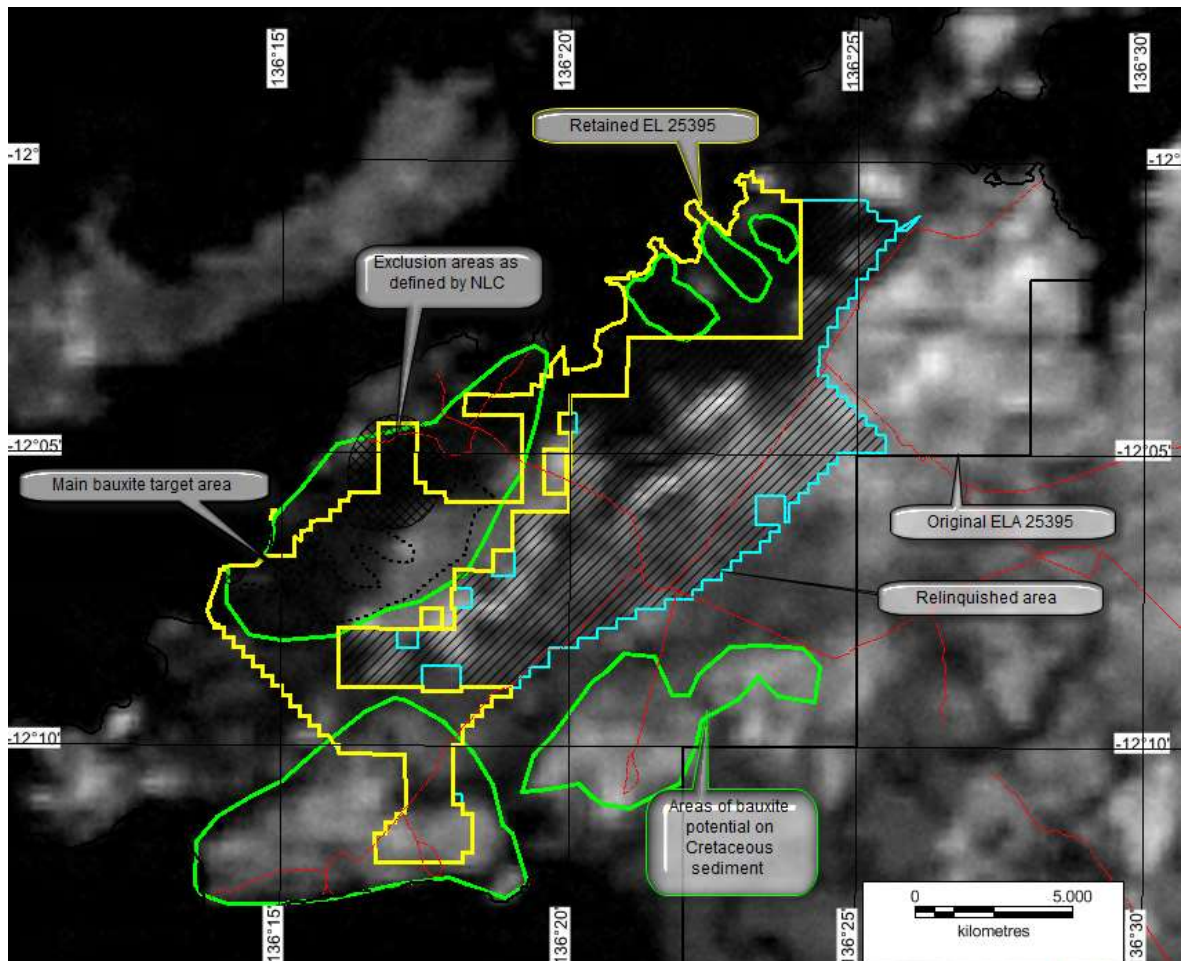 136°15'
136°20'
136°25'
136°30'
Retained EL 25395
-12°
-12°
Exclusion areas as
defined by NLC
-12°05'
-12°05'
Main bauxite target area
Original ELA 25395
Relinquished area
-12°10'
-12°10'
Areas of bauxite
potential on
Cretaceous
sediment
0 5.000
kilometres
136°15'
136°20'
136°25'
136°30'